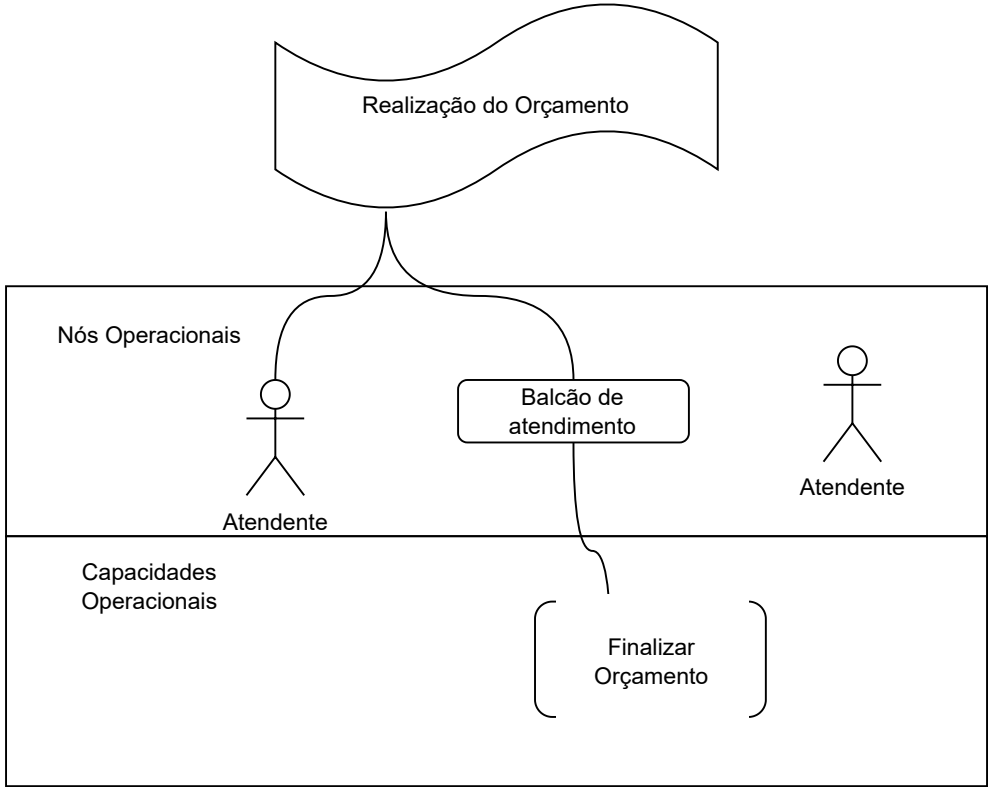 Realização do Orçamento
Nós Operacionais
Balcão de
atendimento
Atendente
Atendente
Capacidades
Operacionais
Finalizar
Orçamento